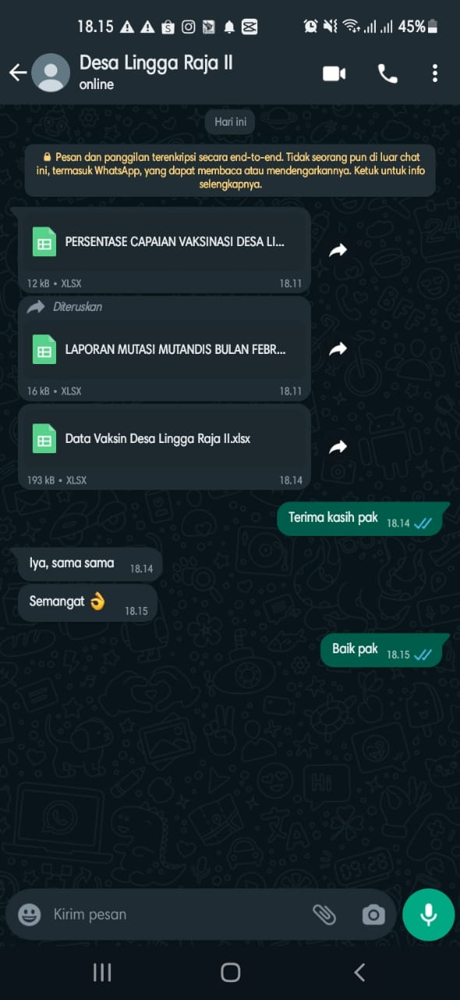 18.15
45%
Desa Lingga Raja II
online
Hari ini
Pesan dan panggilan terenkripsi secara end-to-end. Tidak seorang pun di luar chat
ini, termasuk WhatsApp, yang dapat membaca atau mendengarkannya. Ketuk untuk info
selengkapnya.
PERSENTASE CAPAIAN VAKSINASI DESA LI...
12 kB • XLSX 18.11
Diteruskan
LAPORAN MUTASI MUTANDIS BULAN FEBR...
16 kB • XLSX 18.11
Data Vaksin Desa Lingga Raja II.xlsx
193 kB • XLSX 18.14
Terima kasih pak 18.14
Iya, sama sama 18.14
Semangat 👌 18.15
Baik pak 18.15
Kirim pesan